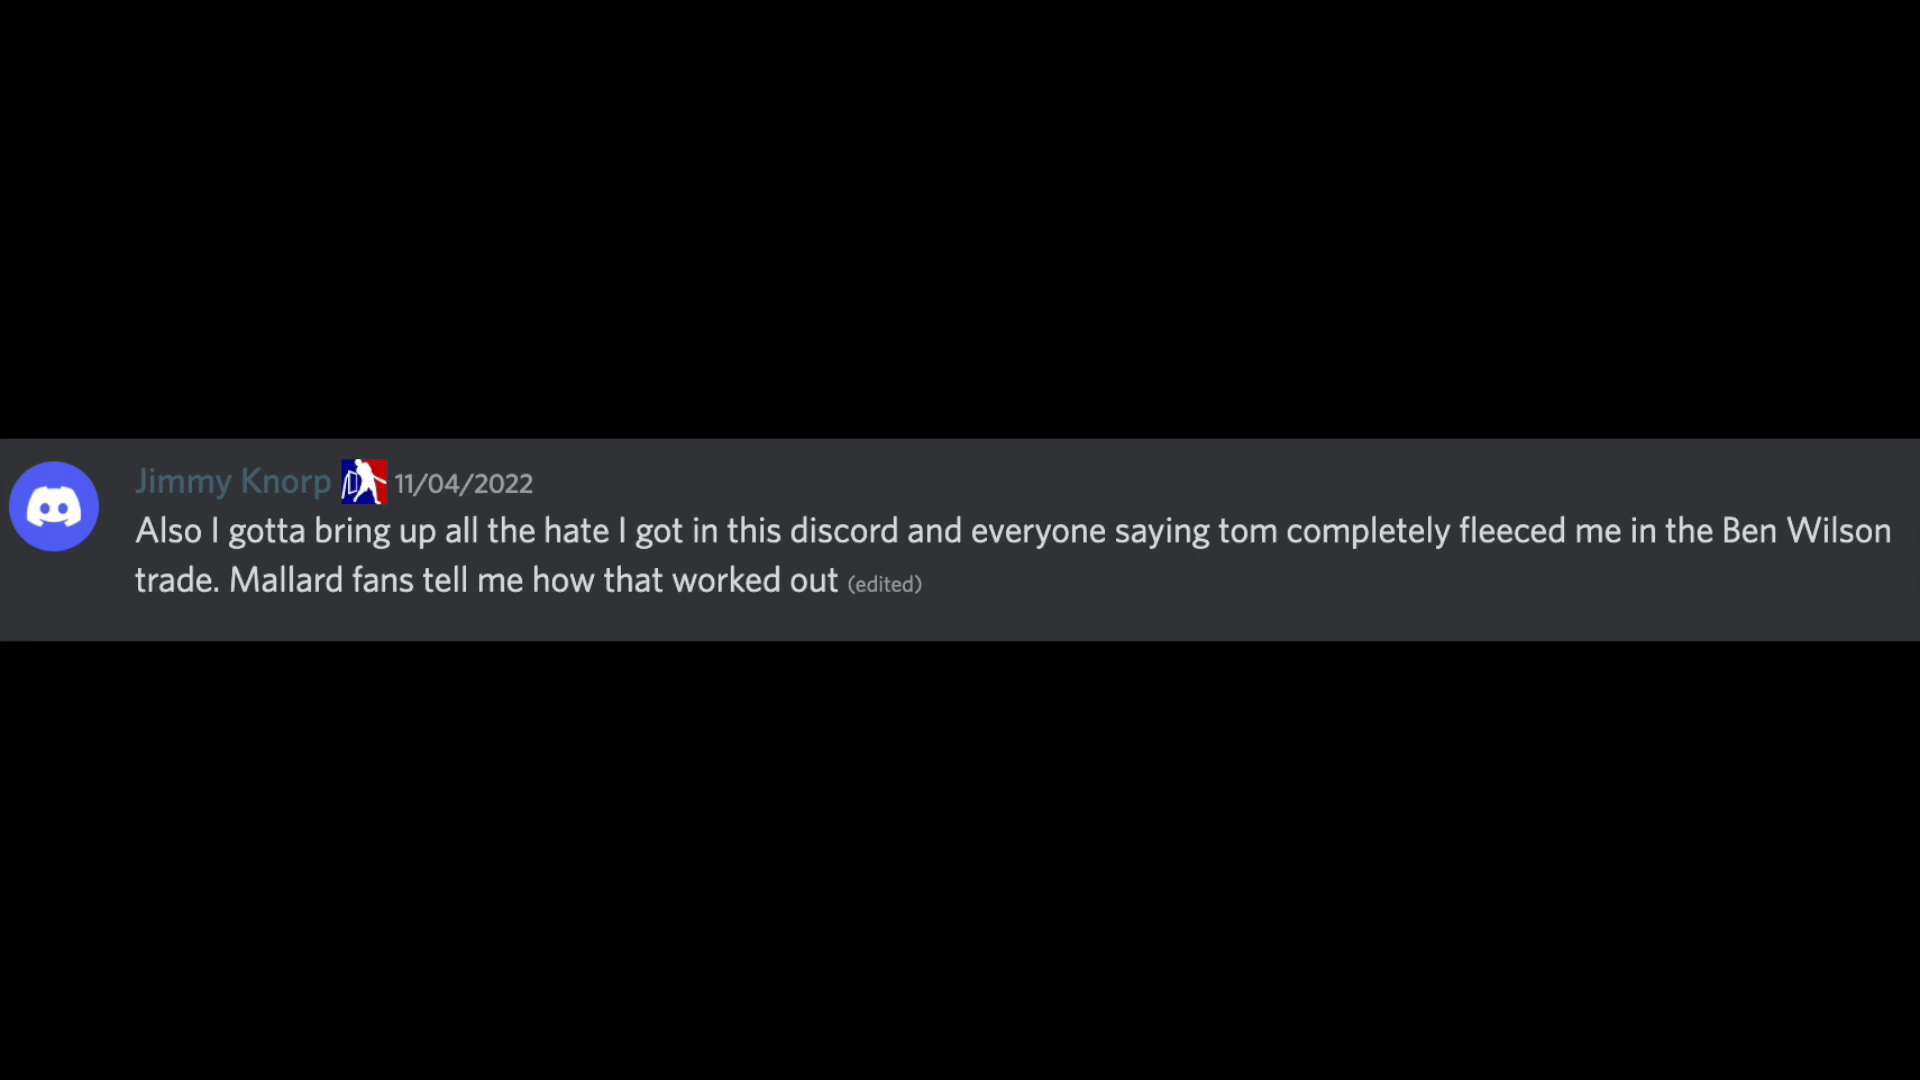 Jimmy Knorp 11/04/2022
Also I gotta bring up all the hate I got in this discord and everyone saying tom completely fleeced me in the Ben Wilson
trade. Mallard fans tell me how that worked out (edited)